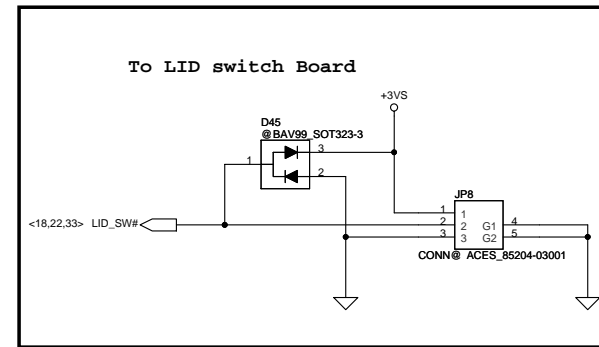 To LID switch Board
+3VS
D45
@BAV99_SOT323-3
1
3
2
JP8
<18,22,33> LID_SW#
1 1
2 2
3 3
G1 4
G2 5
CONN@ ACES_85204-03001